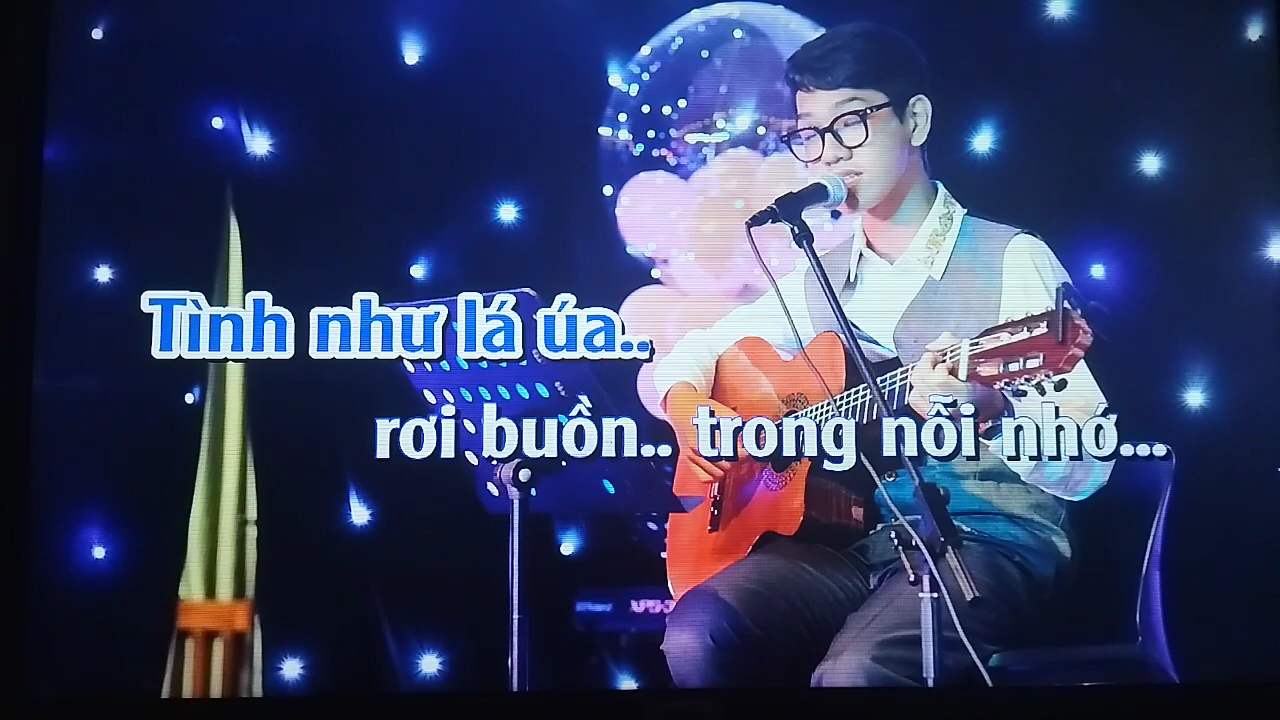 Tình như lá úa..
rơi buồn.. trong nỗi nhớ...